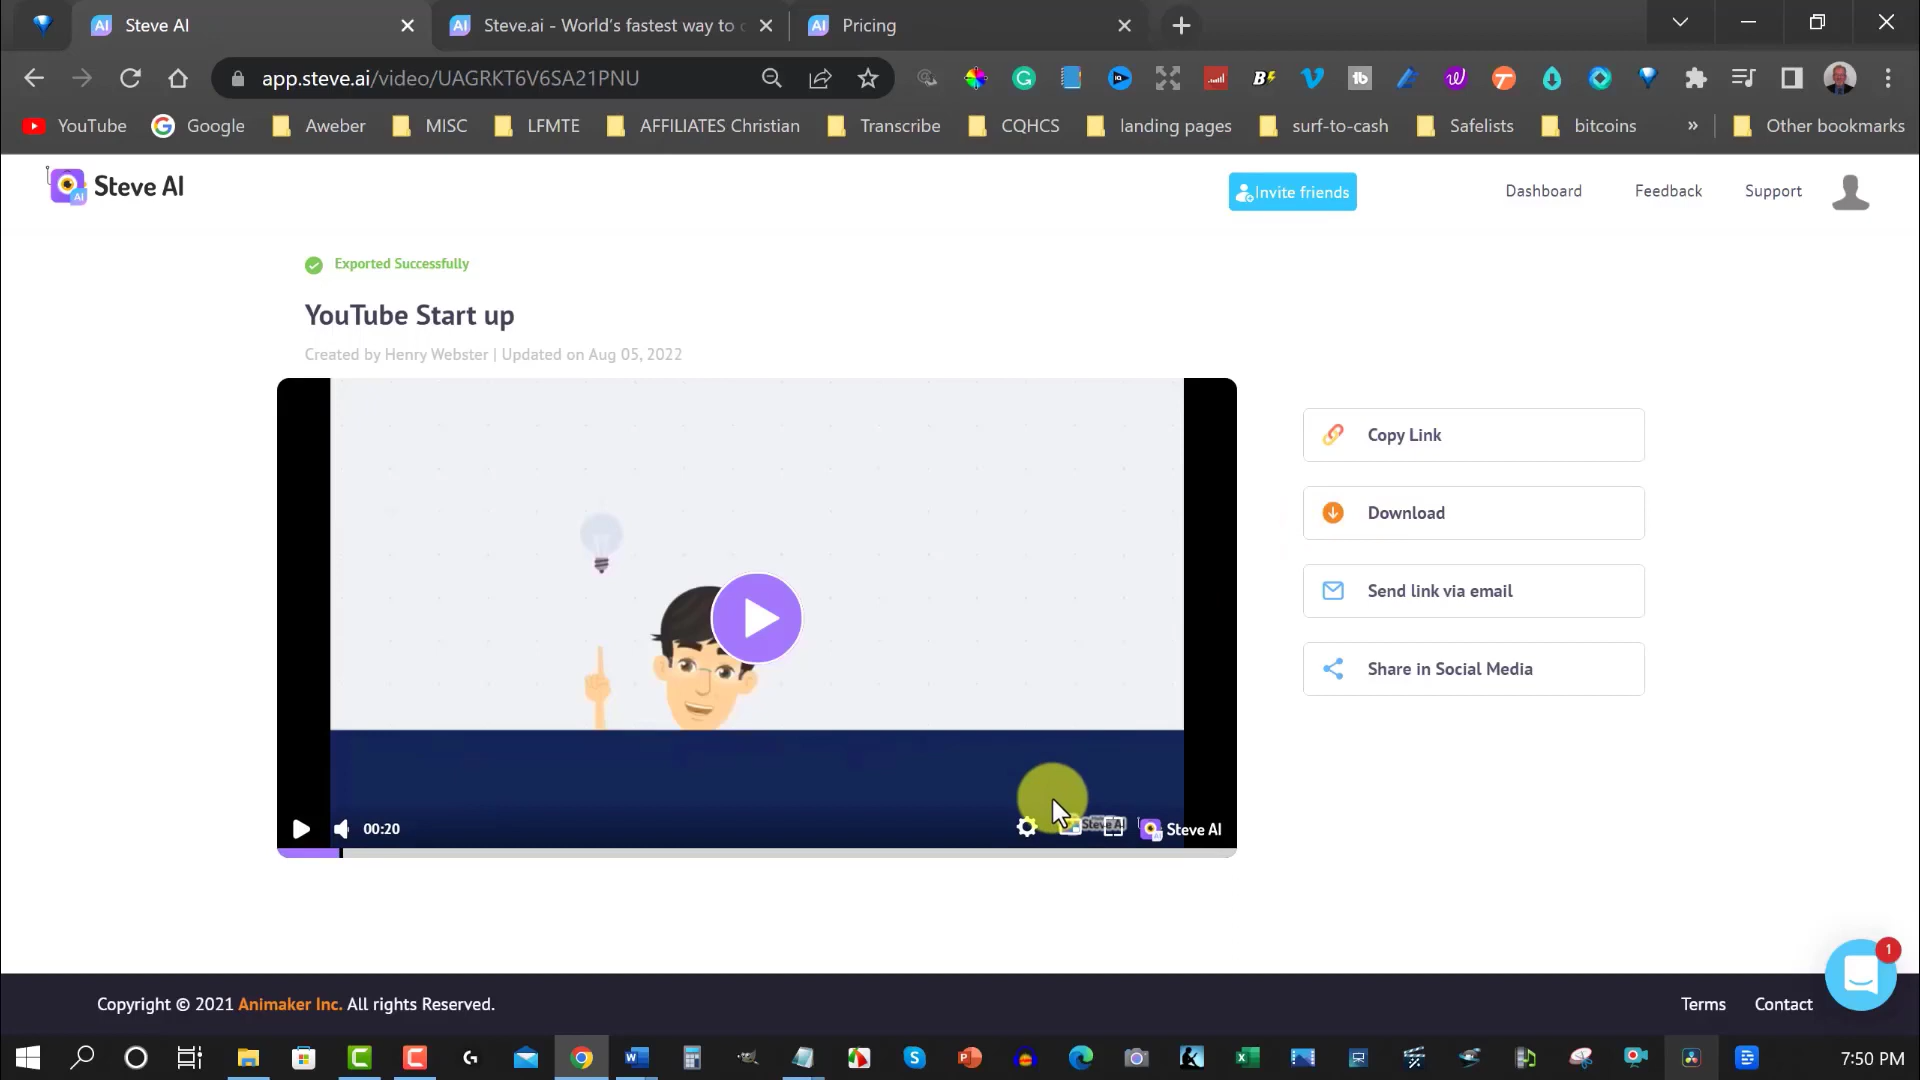 Steve AI
Steve.ai - World's fastest way to c
Pricing
app.steve.ai/video/UAGRKT6V6SA21PNU
YouTube
Google
Aweber
MISC
LFMTE
AFFILIATES Christian
Transcribe
CQHCS
landing pages
surf-to-cash
Safelists
bitcoins
»
Other bookmarks
Steve AI
Invite friends
Dashboard
Feedback
Support
Exported Successfully
YouTube Start up
Created by Henry Webster | Updated on Aug 05, 2022
Copy Link
Download
Send link via email
Share in Social Media
00:20
Steve AI
Steve AI
1
Copyright © 2021 Animaker Inc. All rights Reserved.
Terms
Contact
7:50 PM